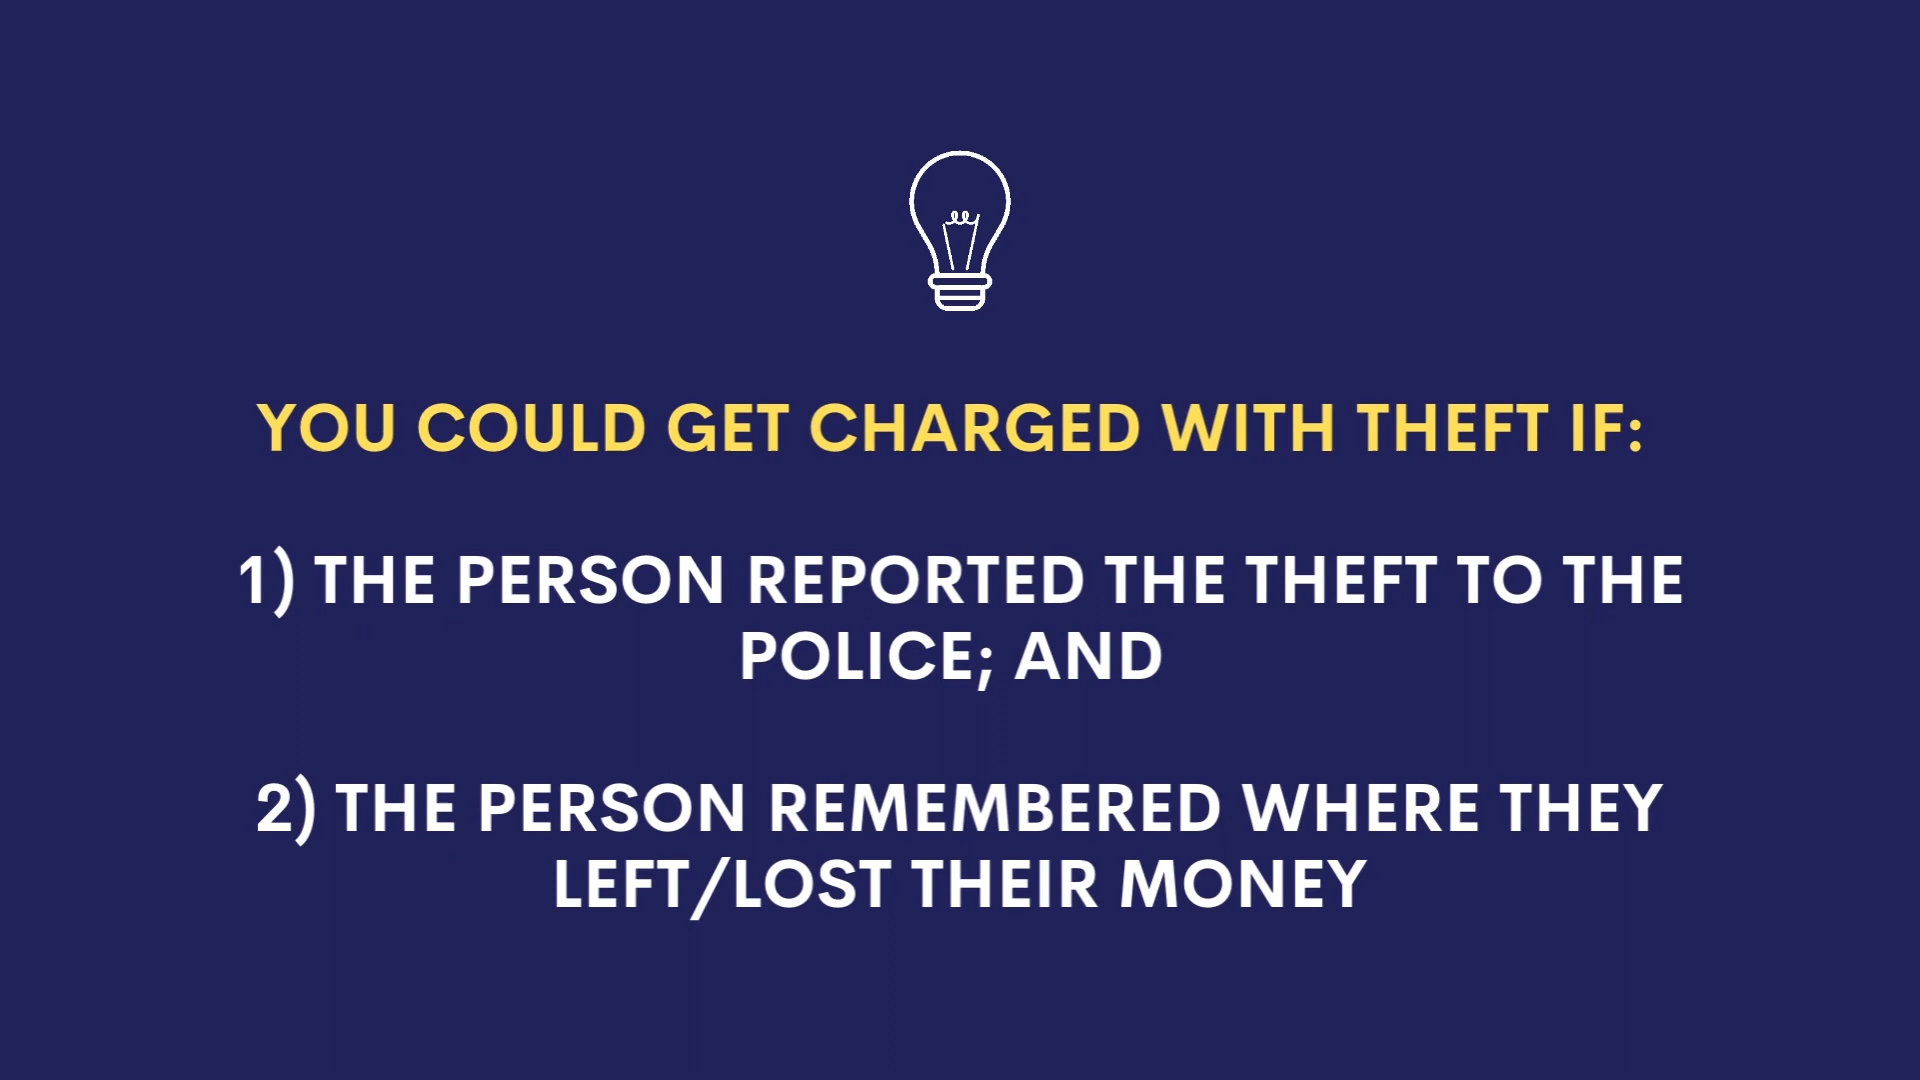 YOU COULD GET CHARGED WITH THEFT IF:
1) THE PERSON REPORTED THE THEFT TO THE
POLICE; AND
2) THE PERSON REMEMBERED WHERE THEY
LEFT/LOST THEIR MONEY